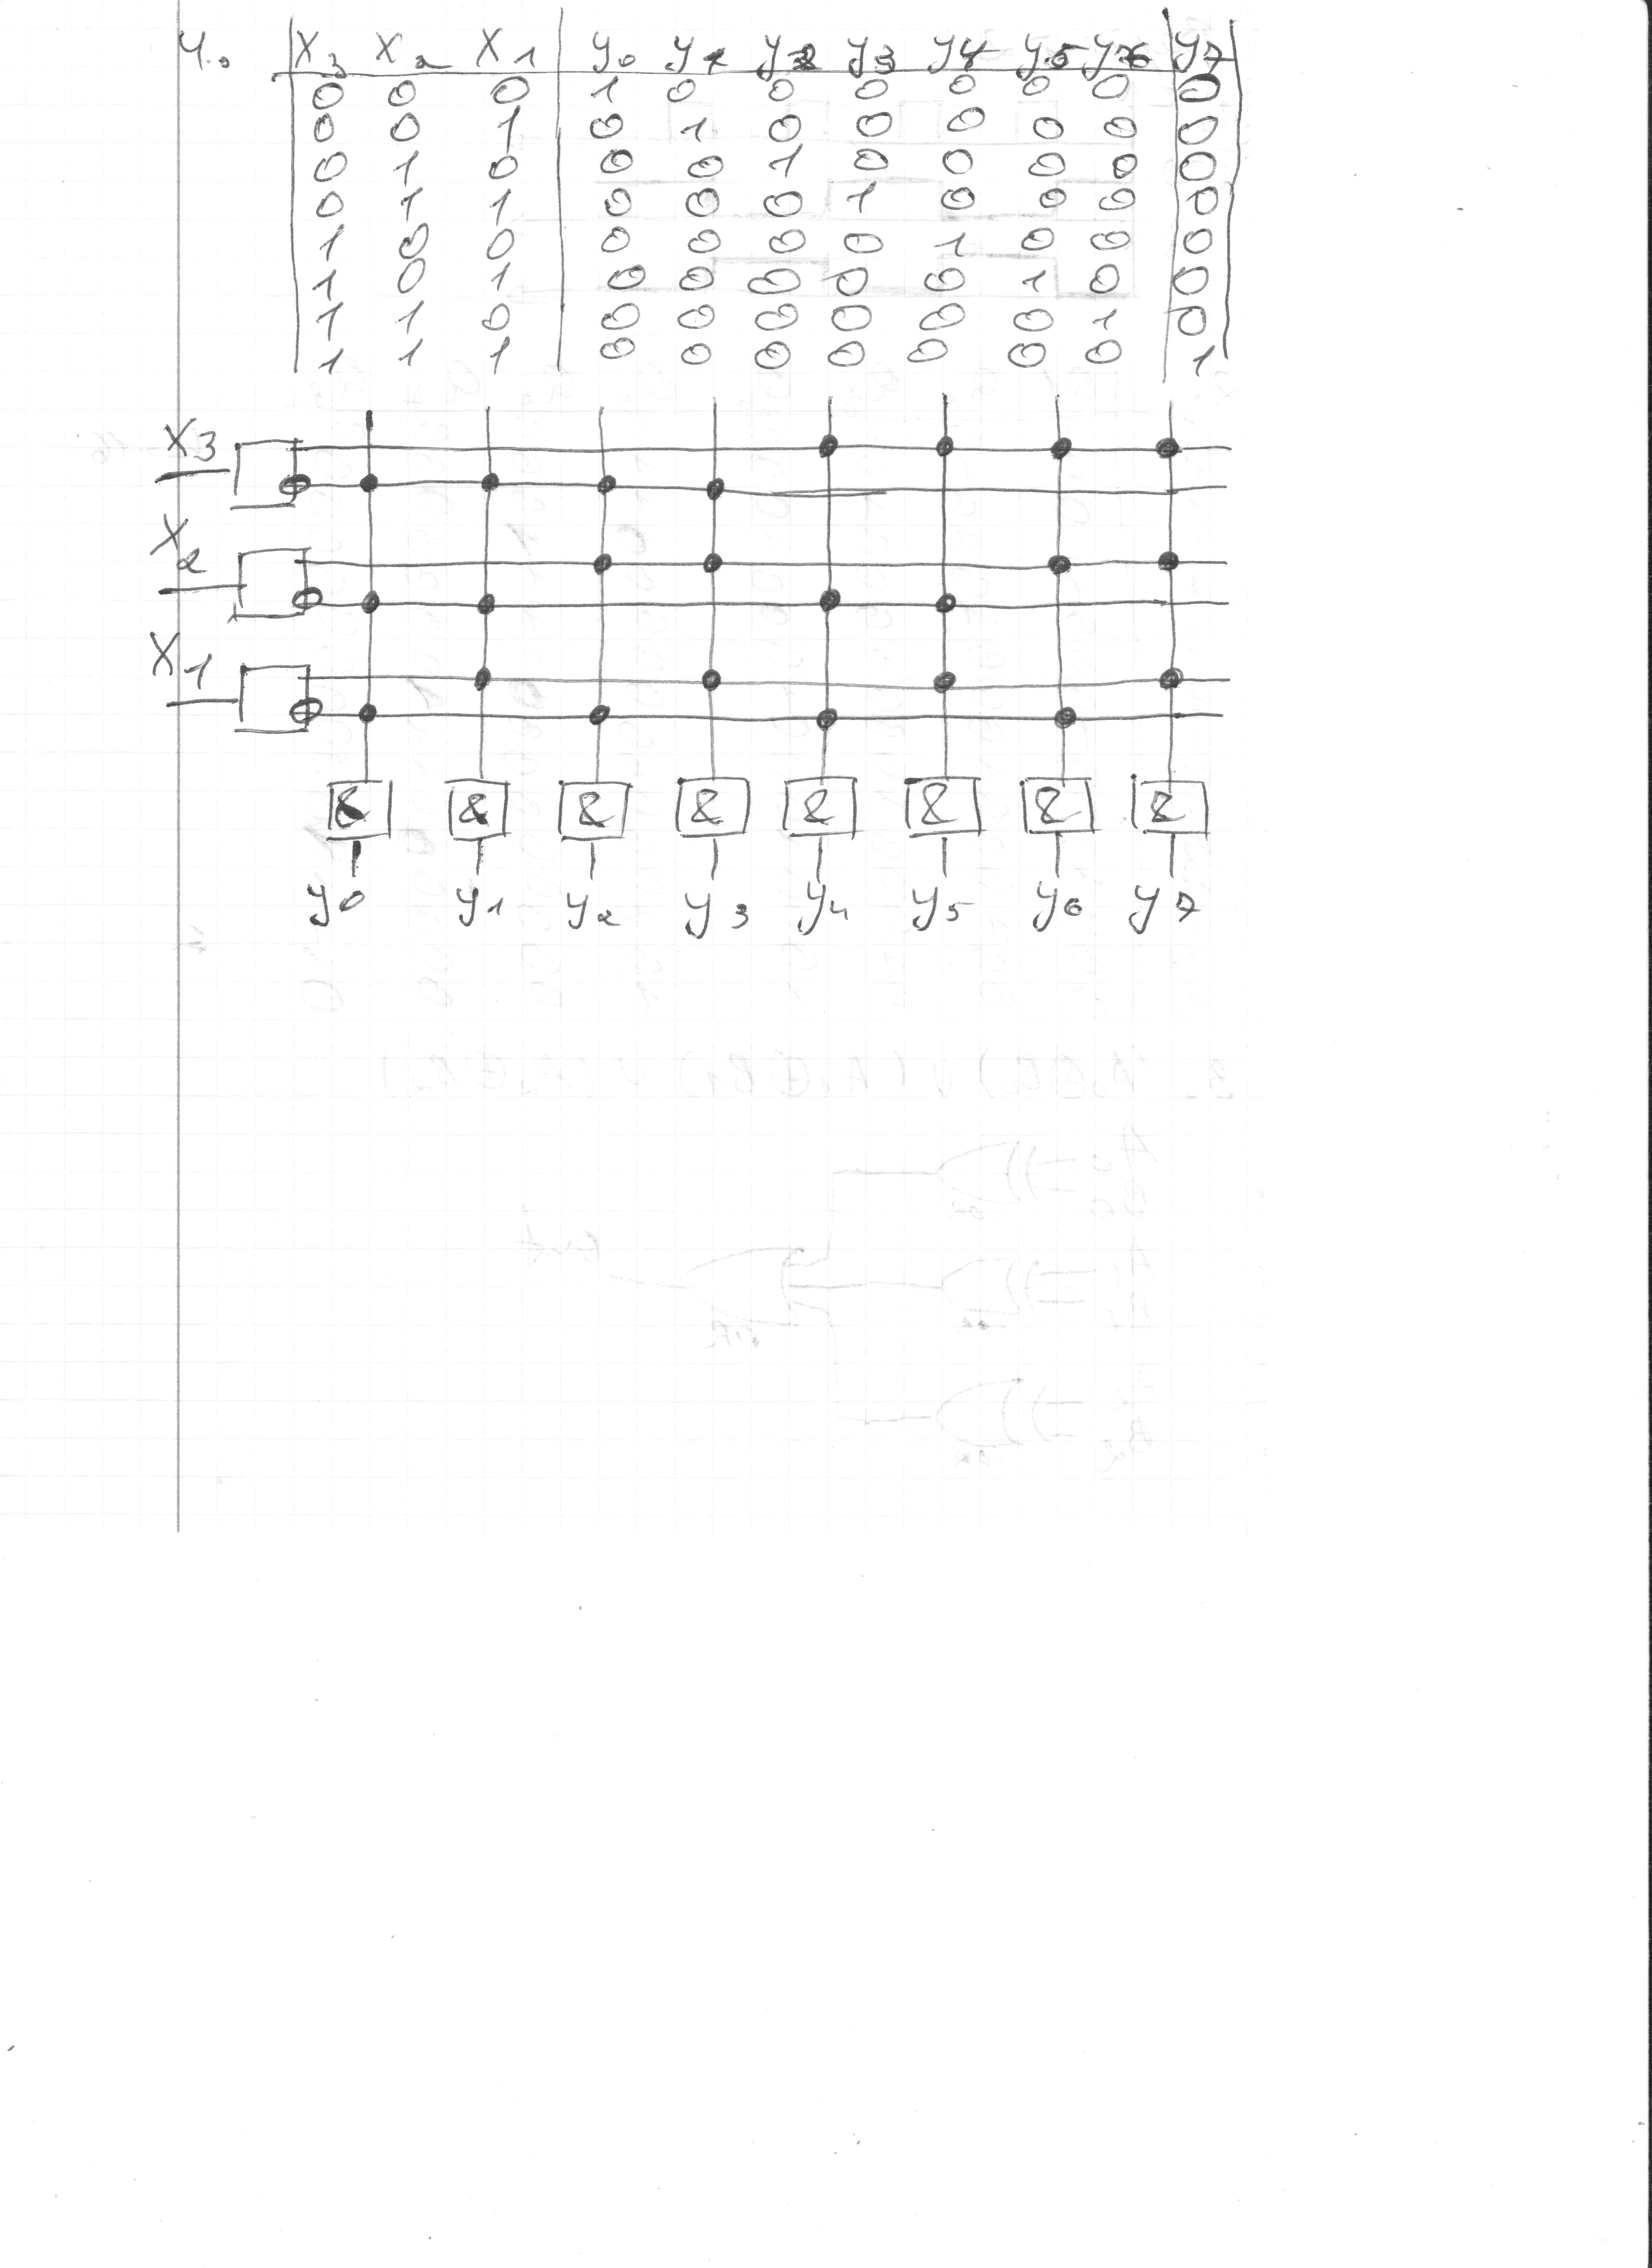 4. X3 X2 X1 y0 y1 y2 y3 y4 y5 y6 y7
0 0 0 1 0 0 0 0 0 0 0
0 0 1 0 1 0 0 0 0 0 0
0 1 0 0 0 1 0 0 0 0 0
0 1 1 0 0 0 1 0 0 0 0
1 0 0 0 0 0 0 1 0 0 0
1 0 1 0 0 0 0 0 1 0 0
1 1 0 0 0 0 0 0 0 1 0
1 1 1 0 0 0 0 0 0 0 1
X3
X2
X1
& & & & & & & &
y0 y1 y2 y3 y4 y5 y6 y7